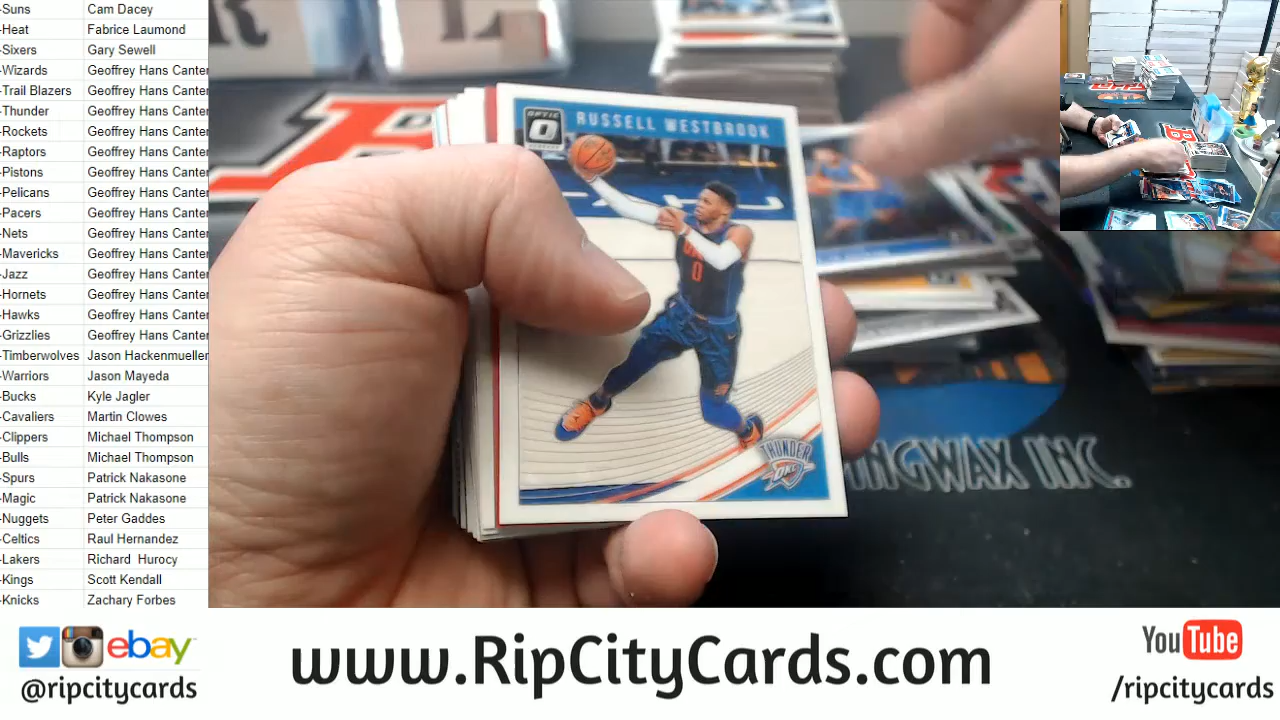 -Suns Cam Dacey
-Heat Fabrice Laumond
-Sixers Gary Sewell
-Wizards Geoffrey Hans Canter
-Trail Blazers Geoffrey Hans Canter
-Thunder Geoffrey Hans Canter
-Rockets Geoffrey Hans Canter
-Raptors Geoffrey Hans Canter
-Pistons Geoffrey Hans Canter
-Pelicans Geoffrey Hans Canter
-Pacers Geoffrey Hans Canter
-Nets Geoffrey Hans Canter
-Mavericks Geoffrey Hans Canter
-Jazz Geoffrey Hans Canter
-Hornets Geoffrey Hans Canter
-Hawks Geoffrey Hans Canter
-Grizzlies Geoffrey Hans Canter
-Timberwolves Jason Hackenmueller
-Warriors Jason Mayeda
-Bucks Kyle Jagler
-Cavaliers Martin Clowes
-Clippers Michael Thompson
-Bulls Michael Thompson
-Spurs Patrick Nakasone
-Magic Patrick Nakasone
-Nuggets Peter Gaddes
-Celtics Raul Hernandez
-Lakers Richard Hurocy
-Kings Scott Kendall
-Knicks Zachary Forbes
OPTIC
RUSSELL WESTBROOK
0
THUNDER
OKC
INGWAX INC.
ebay
@ripcitycards
www.RipCityCards.com
YouTube
/ripcitycards